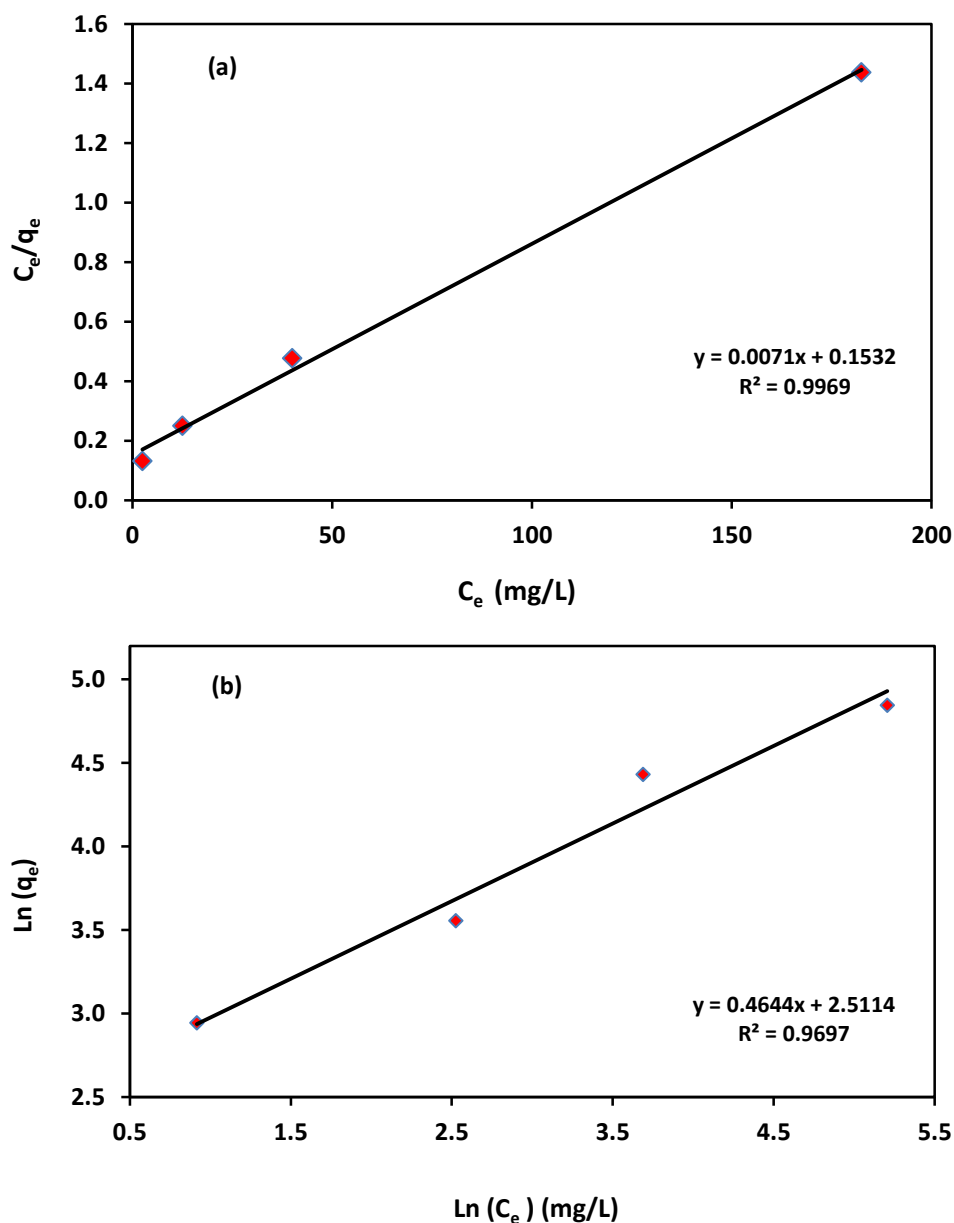 1.6
(a)
1.4
1.2
1.0
0.8
0.6
0.4
0.2
0.0
Cₑ/qₑ
y = 0.0071x + 0.1532
R² = 0.9969
0 50 100 150 200
Cₑ (mg/L)
5.0
(b)
4.5
4.0
3.5
3.0
2.5
Ln (qₑ)
y = 0.4644x + 2.5114
R² = 0.9697
0.5 1.5 2.5 3.5 4.5 5.5
Ln (Cₑ ) (mg/L)